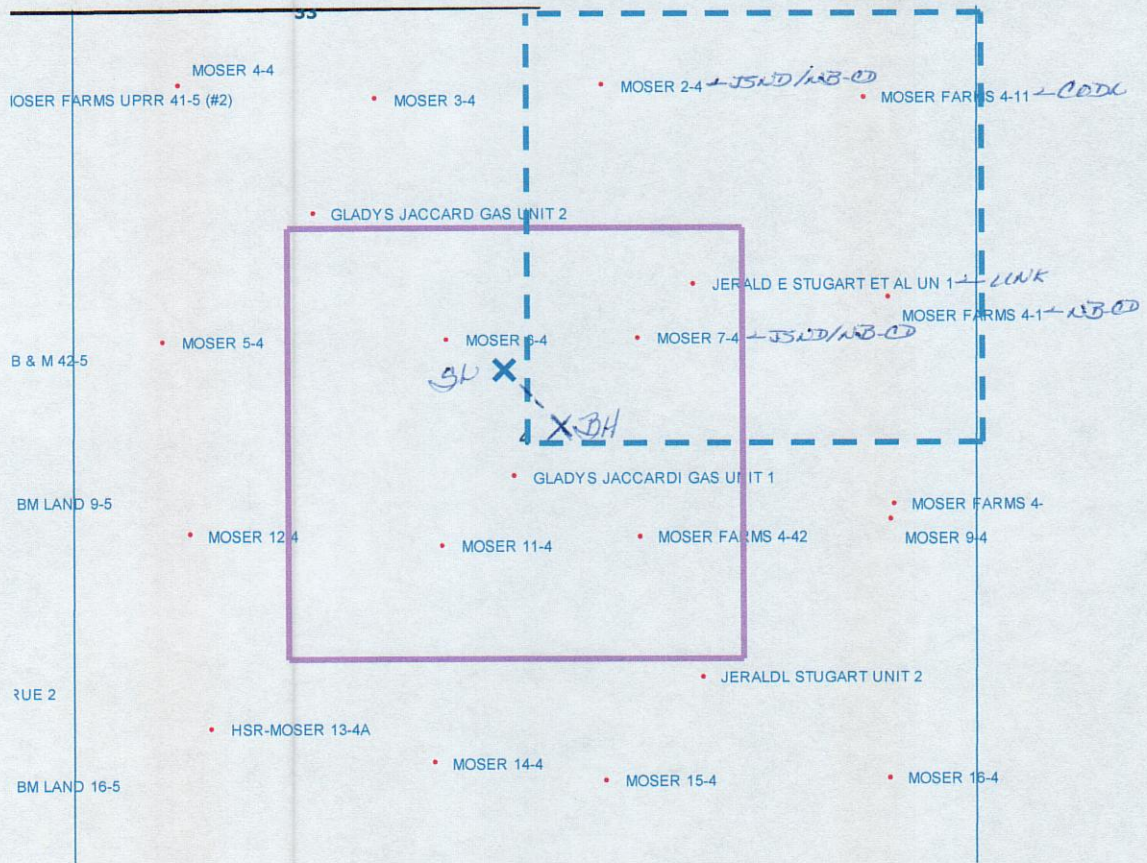 33
MOSER 4-4
MOSER 2-4 - JSND/NB-CD
IOSER FARMS UPRR 41-5 (#2)
MOSER 3-4
MOSER FARMS 4-11 - CODL
GLADYS JACCARD GAS UNIT 2
JERALD E STUGART ET AL UN 1 - UNK
MOSER FARMS 4-1 - NB-CD
MOSER 5-4
MOSER 6-4
MOSER 7-4 - JSND/NB-CD
B & M 42-5
BH
4
GLADYS JACCARDI GAS UNIT 1
BM LAND 9-5
MOSER FARMS 4-
MOSER 12-4
MOSER 11-4
MOSER FARMS 4-42
MOSER 9-4
JERALDL STUGART UNIT 2
RUE 2
HSR-MOSER 13-4A
MOSER 14-4
MOSER 15-4
MOSER 16-4
BM LAND 16-5